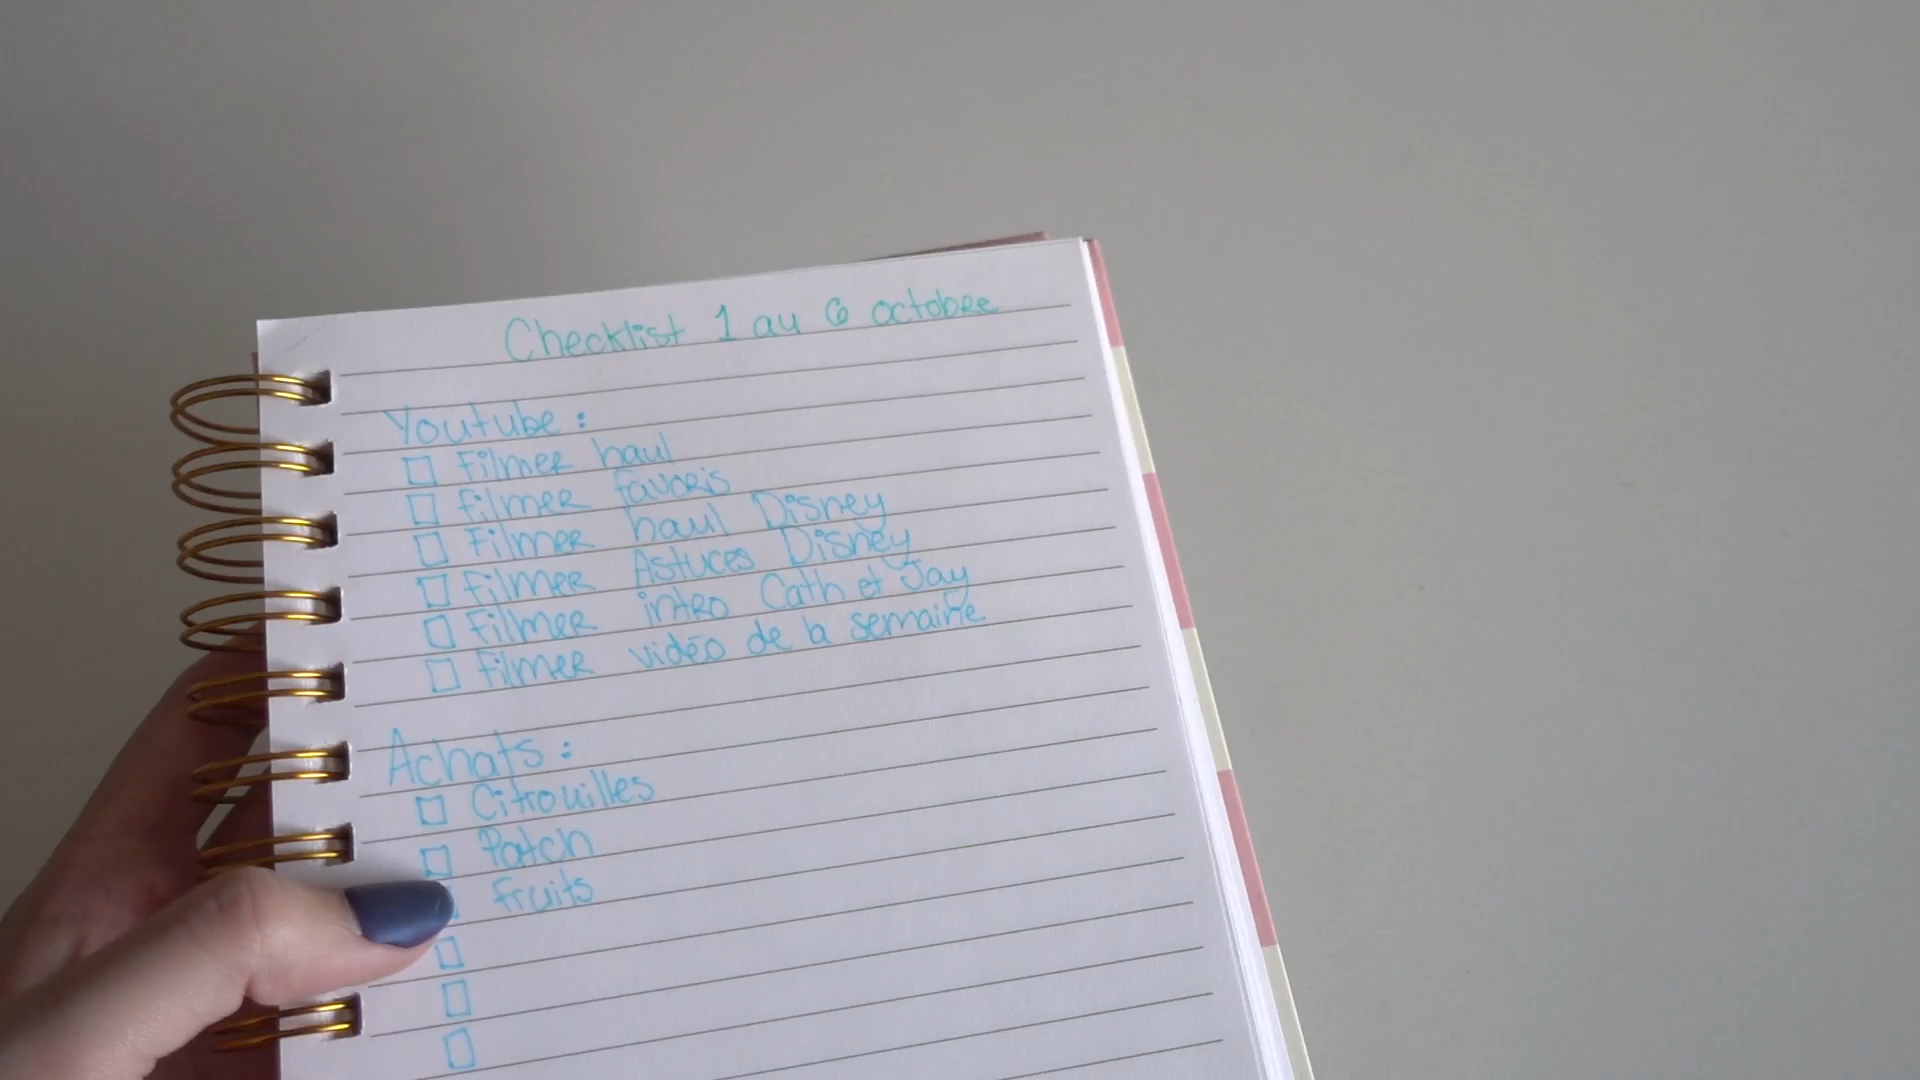 Checklist 1 au 6 octobre
Youtube :
Filmer haul
Filmer favoris
Filmer haul Disney
Filmer Astuces Disney
Filmer intro Cath et Jay
Filmer vidéo de la semaine
Achats :
Citrouilles
Patch
Fruits